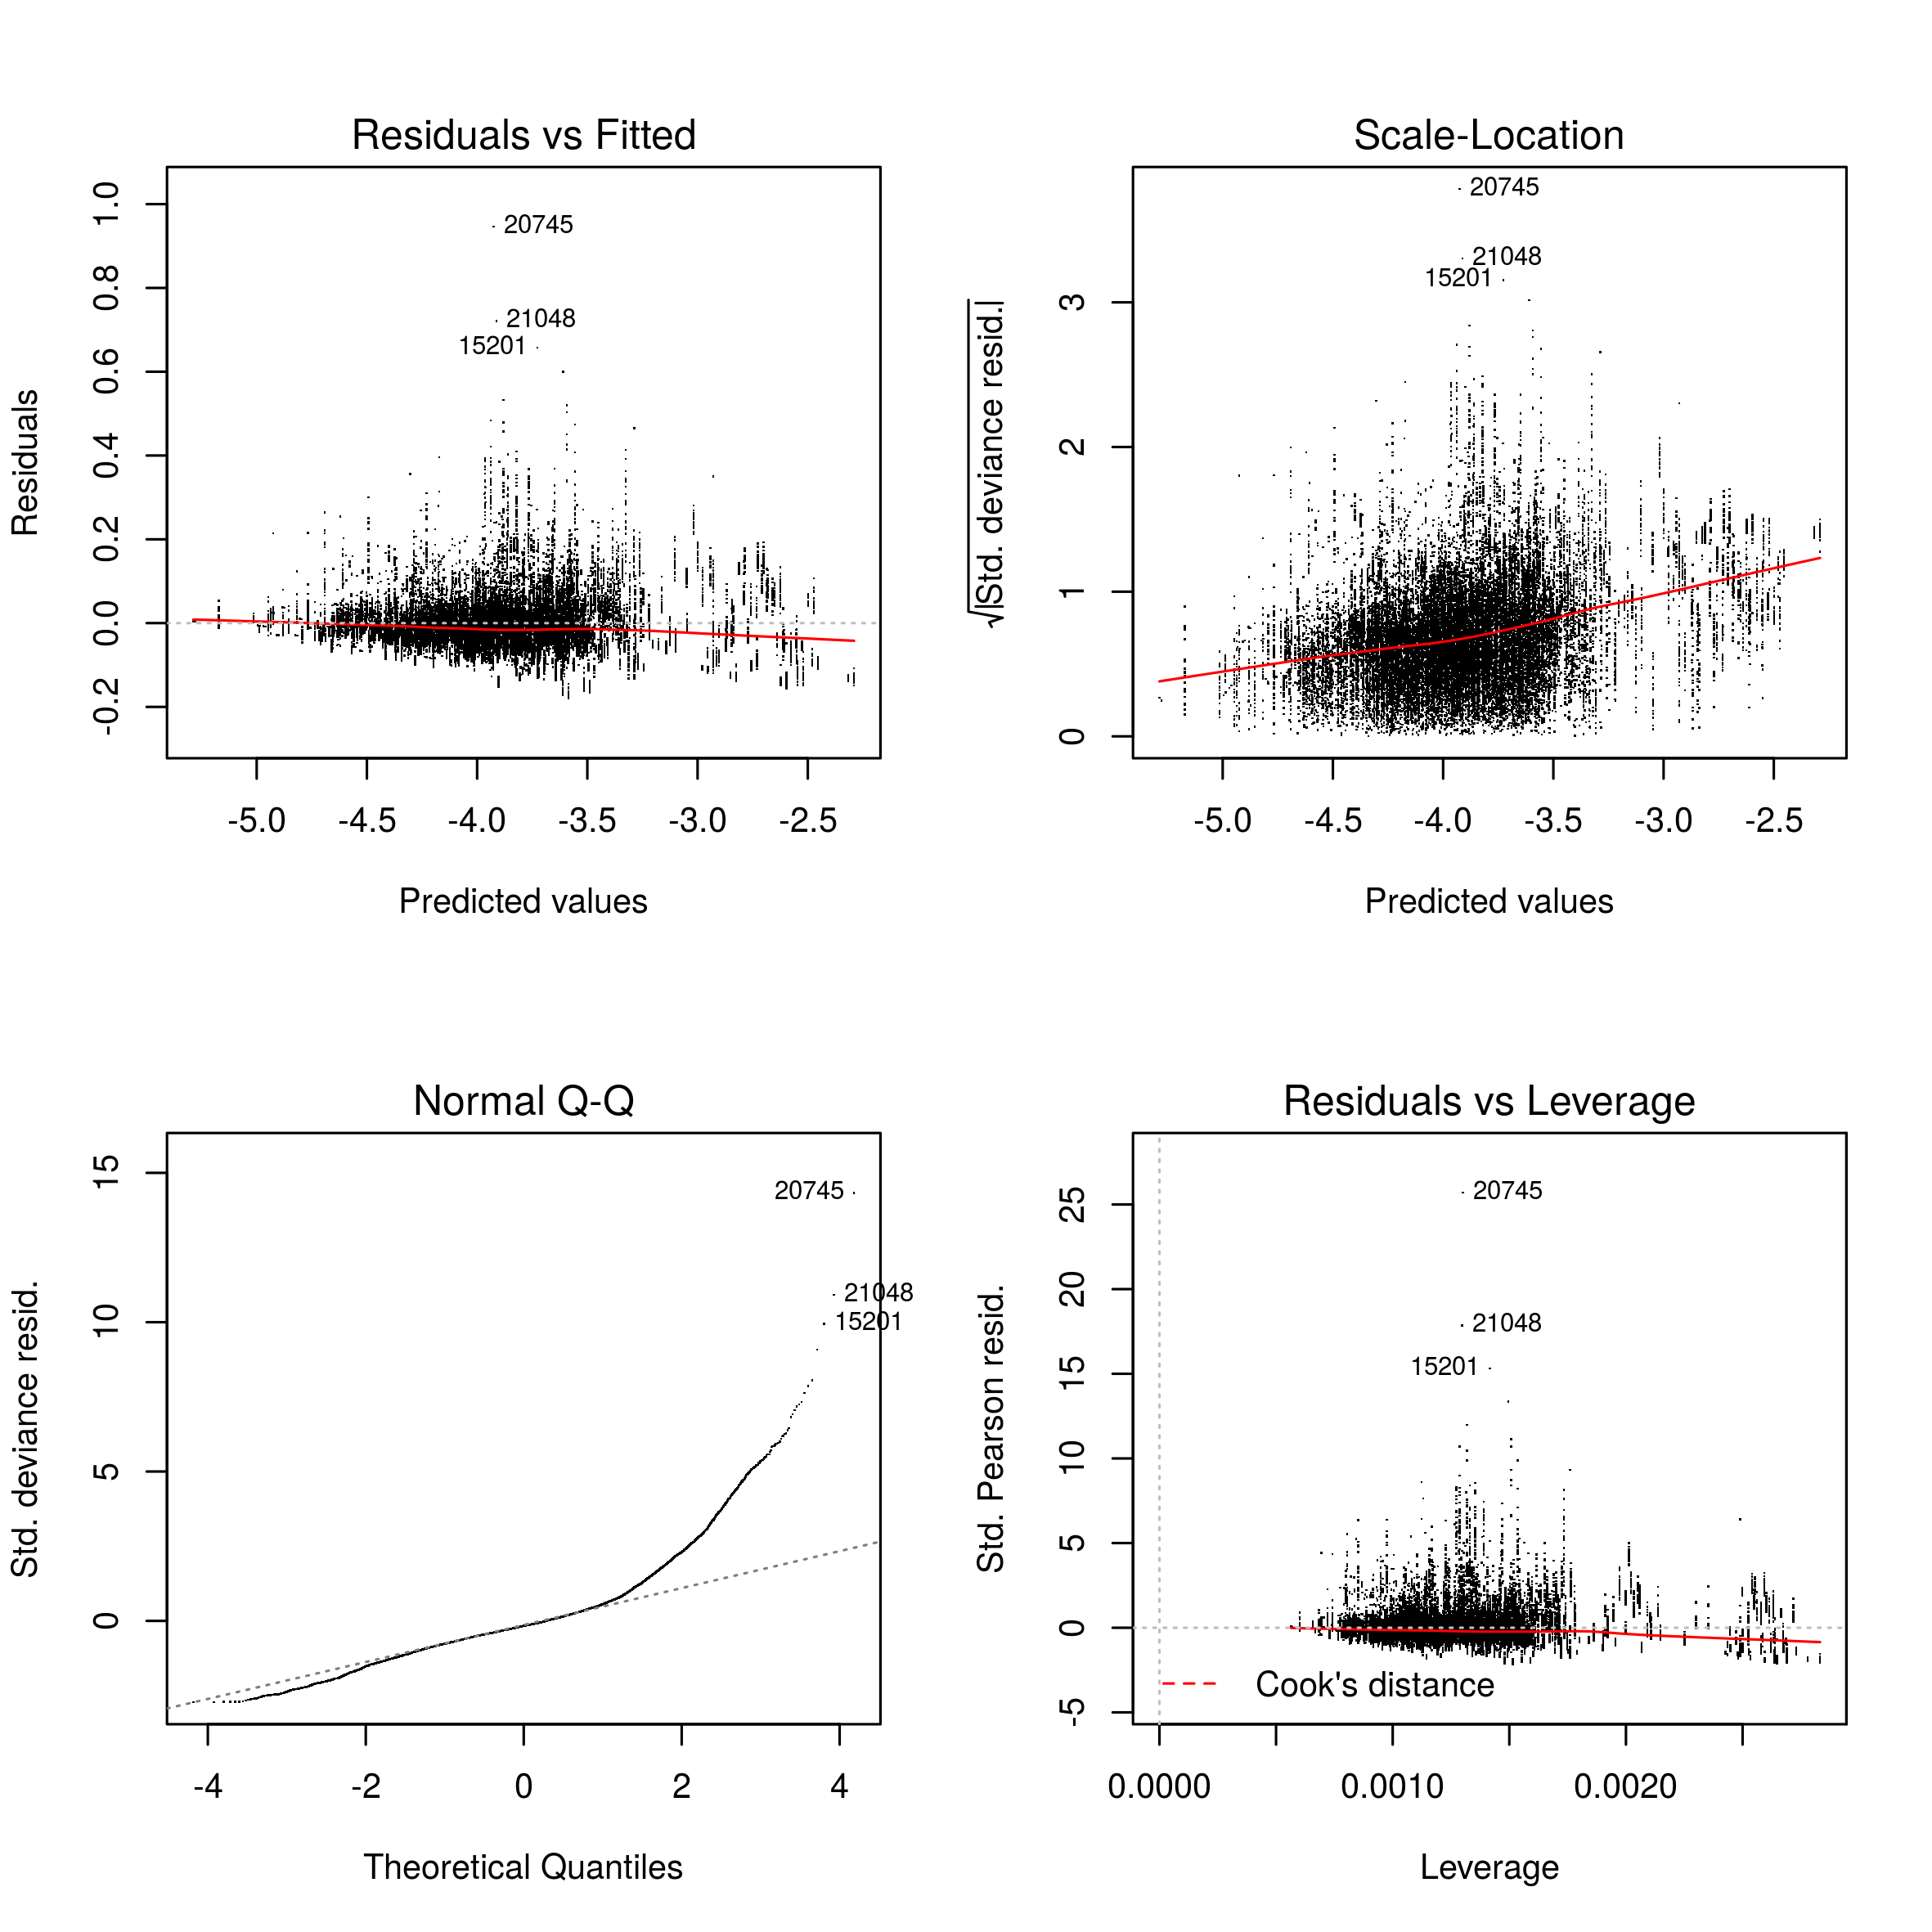 Residuals vs Fitted
Residuals
1.0
0.8
0.6
0.4
0.2
0.0
-0.2
20745
21048
15201
-5.0 -4.5 -4.0 -3.5 -3.0 -2.5
Predicted values
Scale-Location
√|Std. deviance resid.|
3
2
1
0
20745
21048
15201
-5.0 -4.5 -4.0 -3.5 -3.0 -2.5
Predicted values
Normal Q-Q
Std. deviance resid.
15
10
5
0
20745
21048
15201
-4 -2 0 2 4
Theoretical Quantiles
Residuals vs Leverage
Std. Pearson resid.
25
20
15
10
5
0
-5
20745
21048
15201
Cook's distance
0.0000 0.0010 0.0020
Leverage